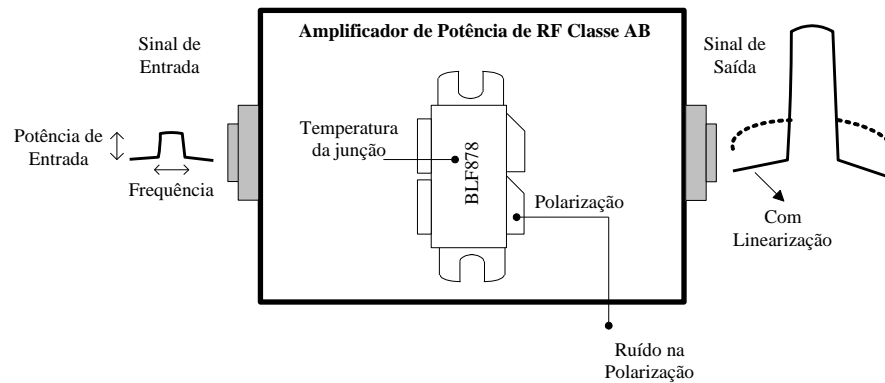 Amplificador de Potência de RF Classe AB
Sinal de
Entrada
Sinal de
Saída
Potência de
Entrada
Frequência
Temperatura
da junção
BLF878
Polarização
Com
Linearização
Ruído na
Polarização